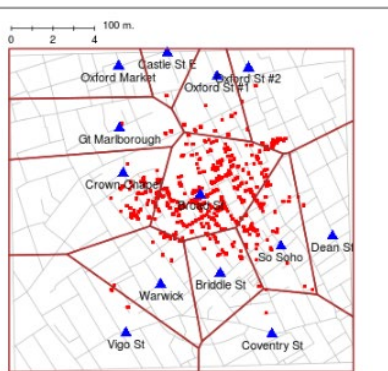 100 m.
0 2 4
Castle St E
Oxford Market
Oxford St #2
Oxford St #1
Gt Marlborough
Crown Chapel
Broad St
Dean St
So Soho
Briddle St
Warwick
Vigo St
Coventry St